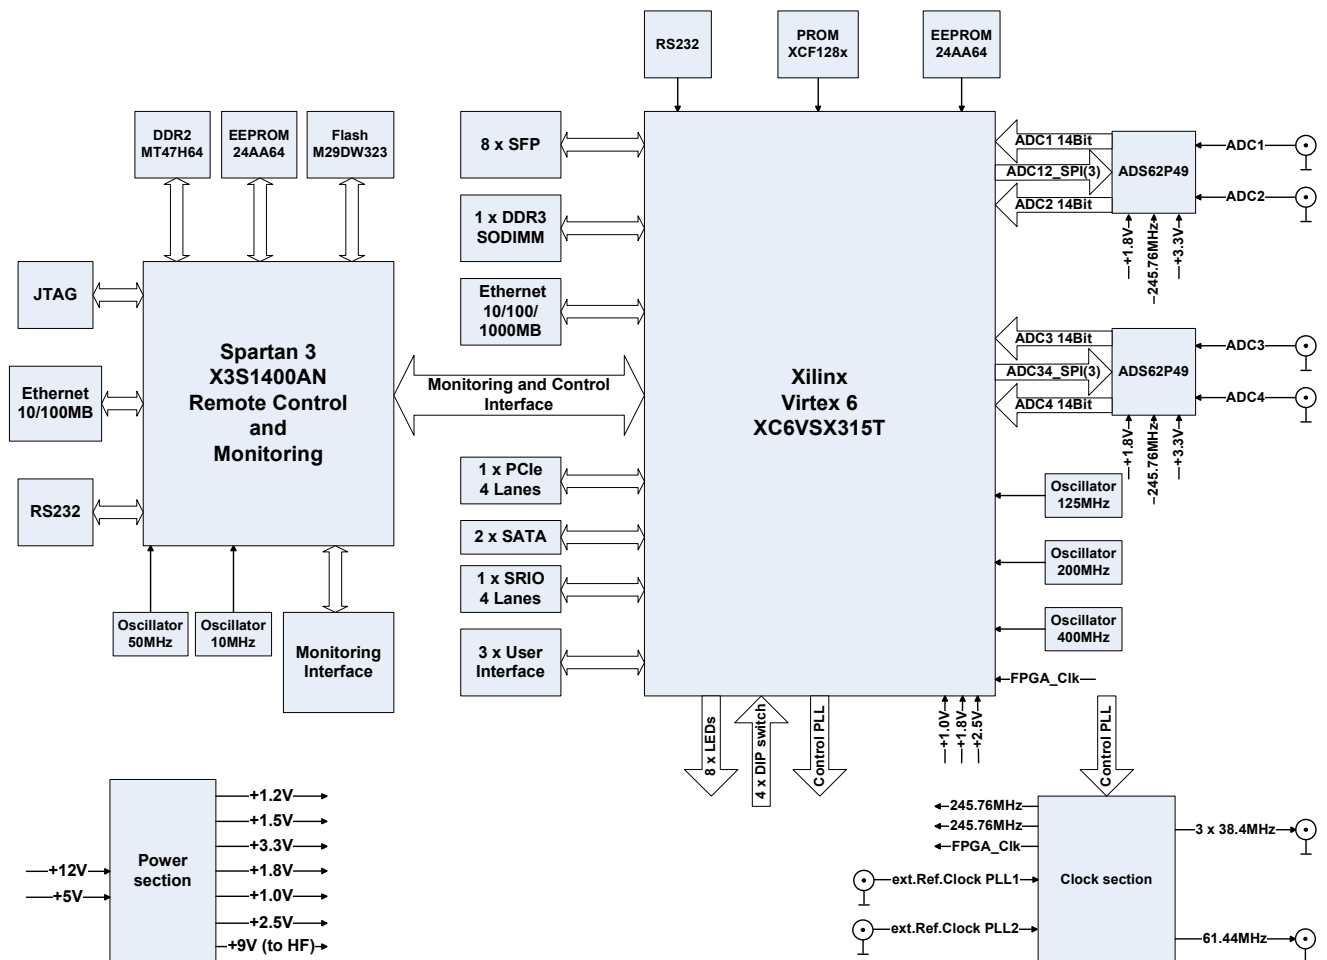 RS232
PROM
XCF128x
EEPROM
24AA64
DDR2
MT47H64
EEPROM
24AA64
Flash
M29DW323
8 x SFP
1 x DDR3
SODIMM
Ethernet
10/100/
1000MB
JTAG
Ethernet
10/100MB
RS232
Spartan 3
X3S1400AN
Remote Control
and
Monitoring
Monitoring and Control
Interface
Xilinx
Virtex 6
XC6VSX315T
ADC1 14Bit
ADC12_SPI(3)
ADC2 14Bit
ADS62P49
ADC1
ADC2
+1.8V
245.76MHz
+3.3V
ADC3 14Bit
ADC34_SPI(3)
ADC4 14Bit
ADS62P49
ADC3
ADC4
+1.8V
245.76MHz
+3.3V
1 x PCIe
4 Lanes
2 x SATA
1 x SRIO
4 Lanes
3 x User
Interface
Oscillator
125MHz
Oscillator
200MHz
Oscillator
400MHz
FPGA_Clk
Oscillator
50MHz
Oscillator
10MHz
Monitoring
Interface
8 x LEDs
4 x DIP switch
Control PLL
+1.0V
+1.8V
+2.5V
Control PLL
+12V
+5V
Power
section
+1.2V
+1.5V
+3.3V
+1.8V
+1.0V
+2.5V
+9V (to HF)
245.76MHz
245.76MHz
FPGA_Clk
ext.Ref.Clock PLL1
ext.Ref.Clock PLL2
Clock section
3 x 38.4MHz
61.44MHz